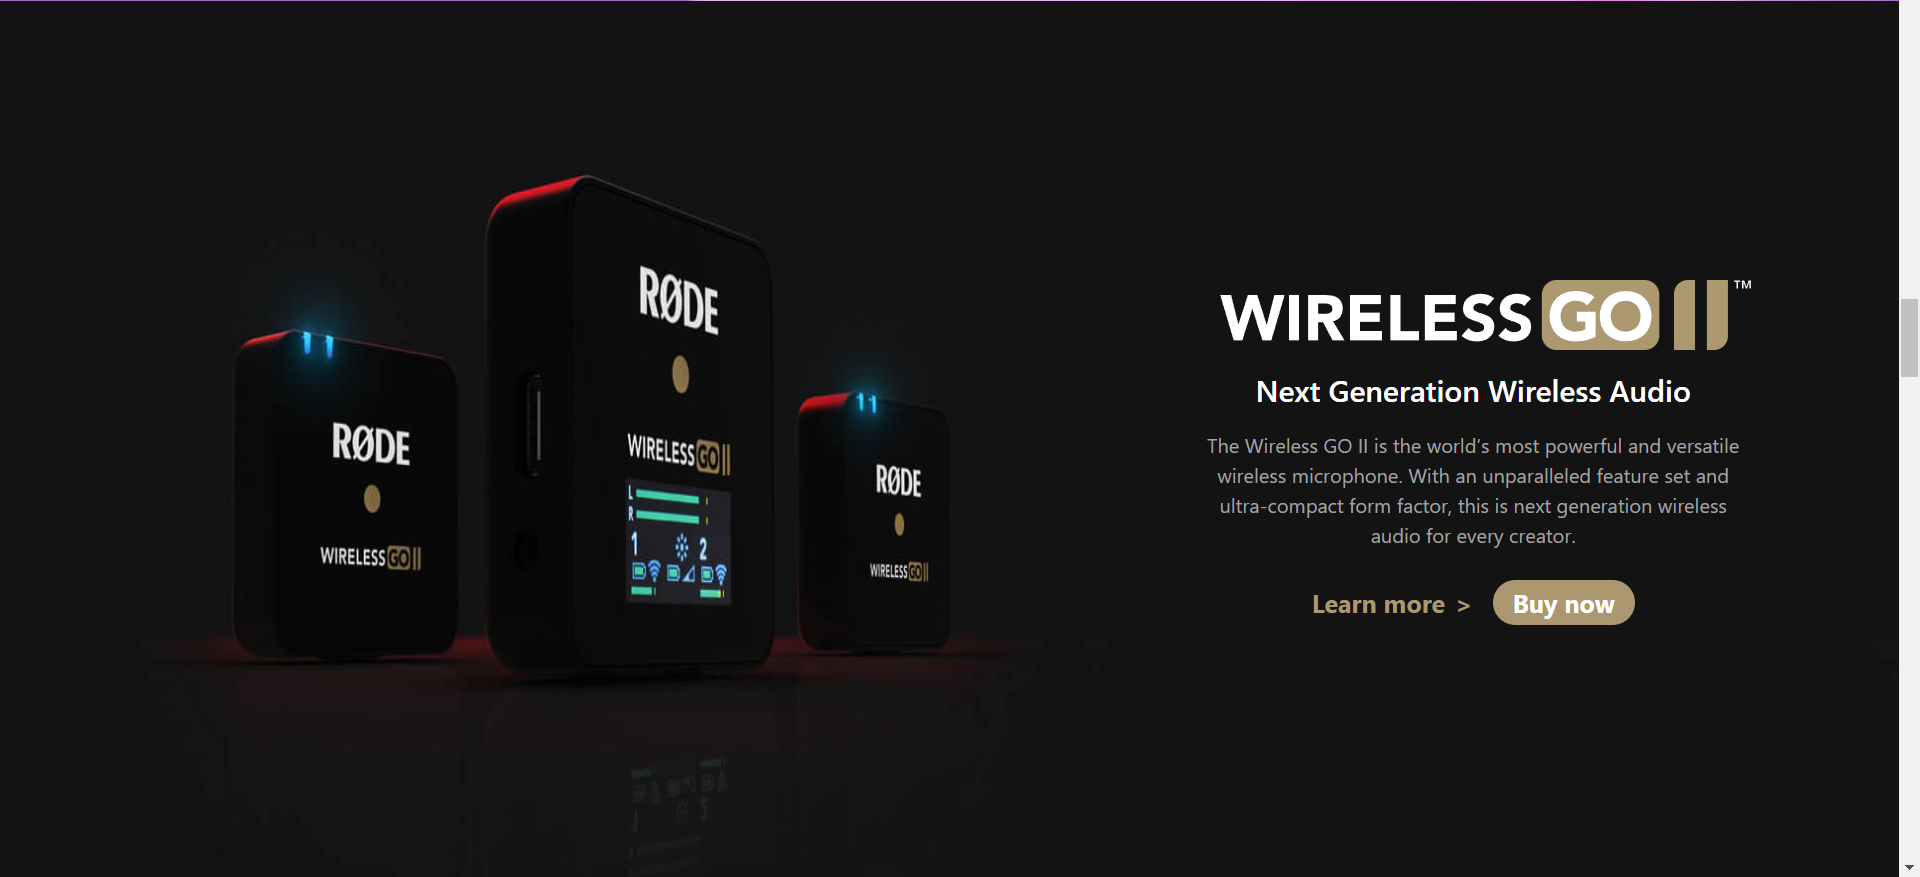 RØDE
WIRELESS GO II
RØDE
WIRELESS GO II
L
R
1 2
RØDE
WIRELESS GO II
WIRELESS GO II™
Next Generation Wireless Audio
The Wireless GO II is the world’s most powerful and versatile
wireless microphone. With an unparalleled feature set and
ultra-compact form factor, this is next generation wireless
audio for every creator.
Learn more >
Buy now